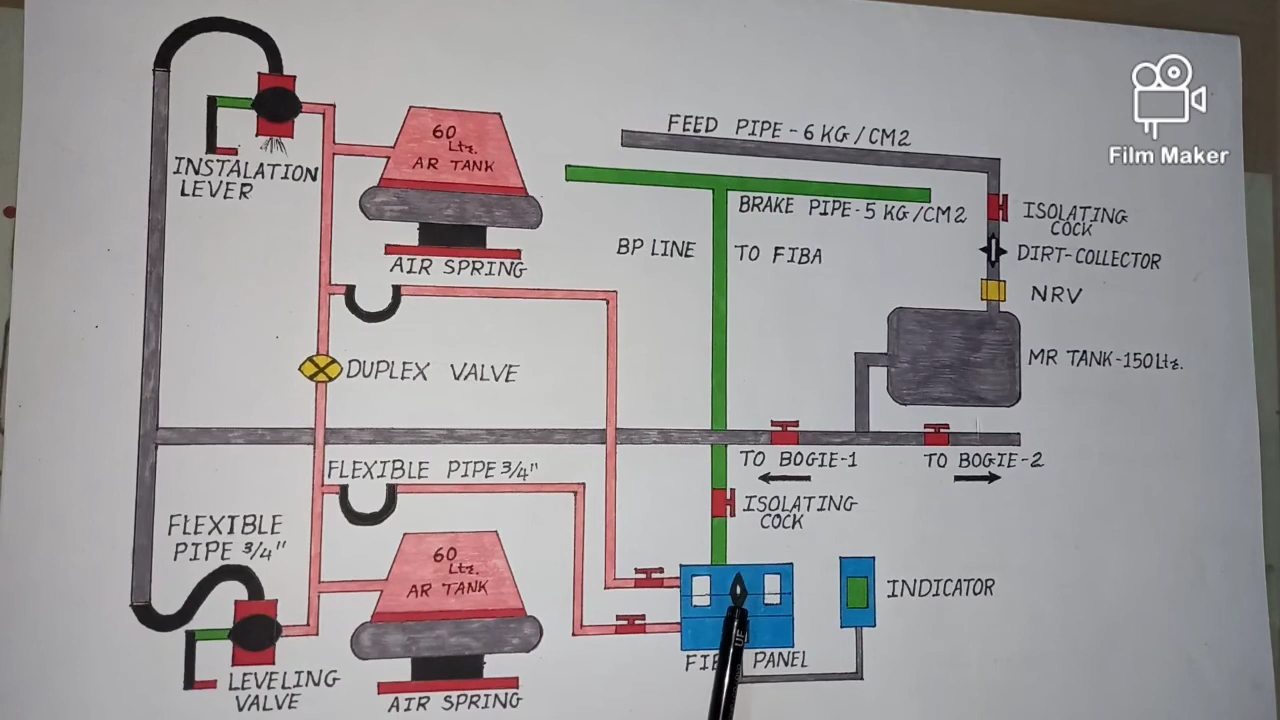 Film Maker
FEED PIPE-6 KG/CM2
60
Ltr.
AR TANK
INSTALATION
LEVER
BRAKE PIPE-5 KG/CM2
ISOLATING
COCK
BP LINE
TO FIBA
DIRT-COLLECTOR
AIR SPRING
NRV
MR TANK-150Ltr.
DUPLEX VALVE
FLEXIBLE PIPE 3/4"
TO BOGIE-1
TO BOGIE-2
ISOLATING
COCK
FLEXIBLE
PIPE 3/4"
60
Ltr.
AR TANK
INDICATOR
UF
PANEL
LEVELING
VALVE
AIR SPRING